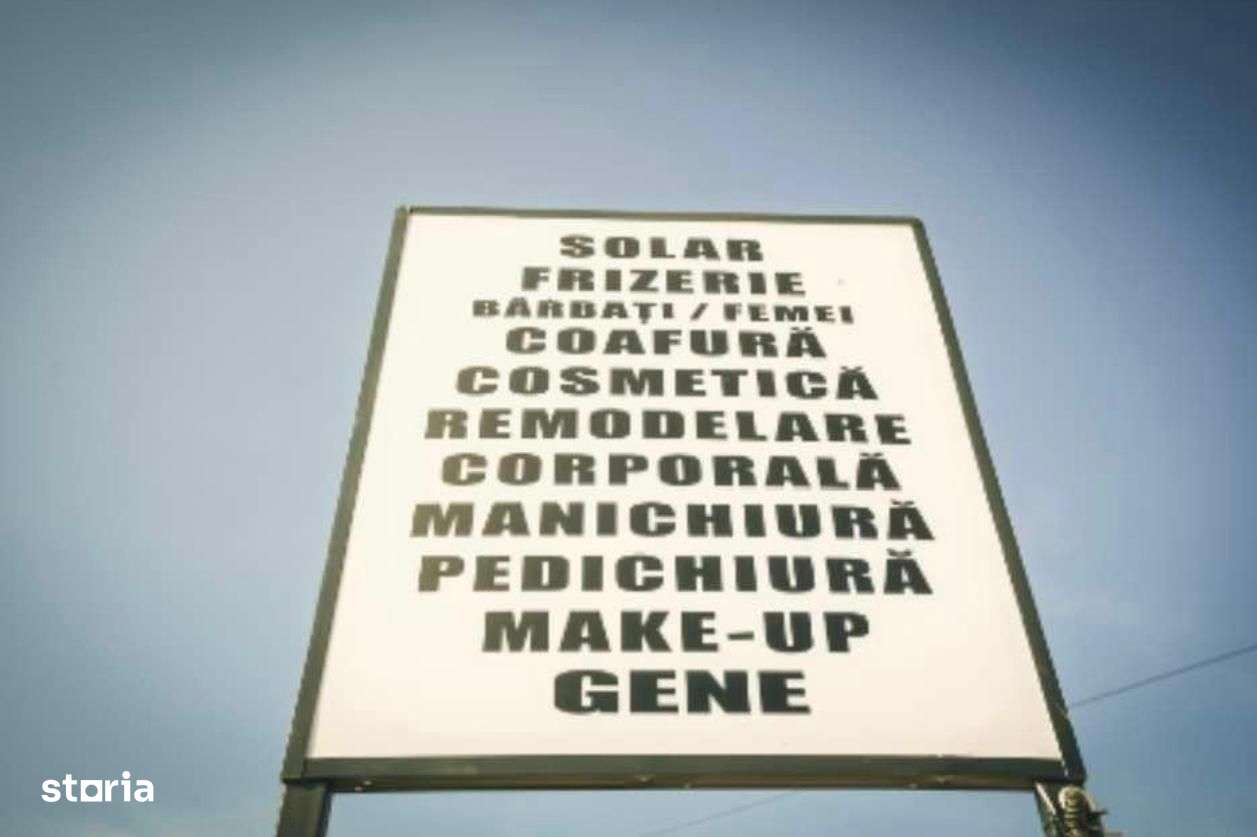 SOLAR
FRIZERIE
BĂRBAȚI / FEMEI
COAFURĂ
COSMETICĂ
REMODELARE
CORPORALĂ
MANICHIURĂ
PEDICHIURĂ
MAKE-UP
GENE
storia